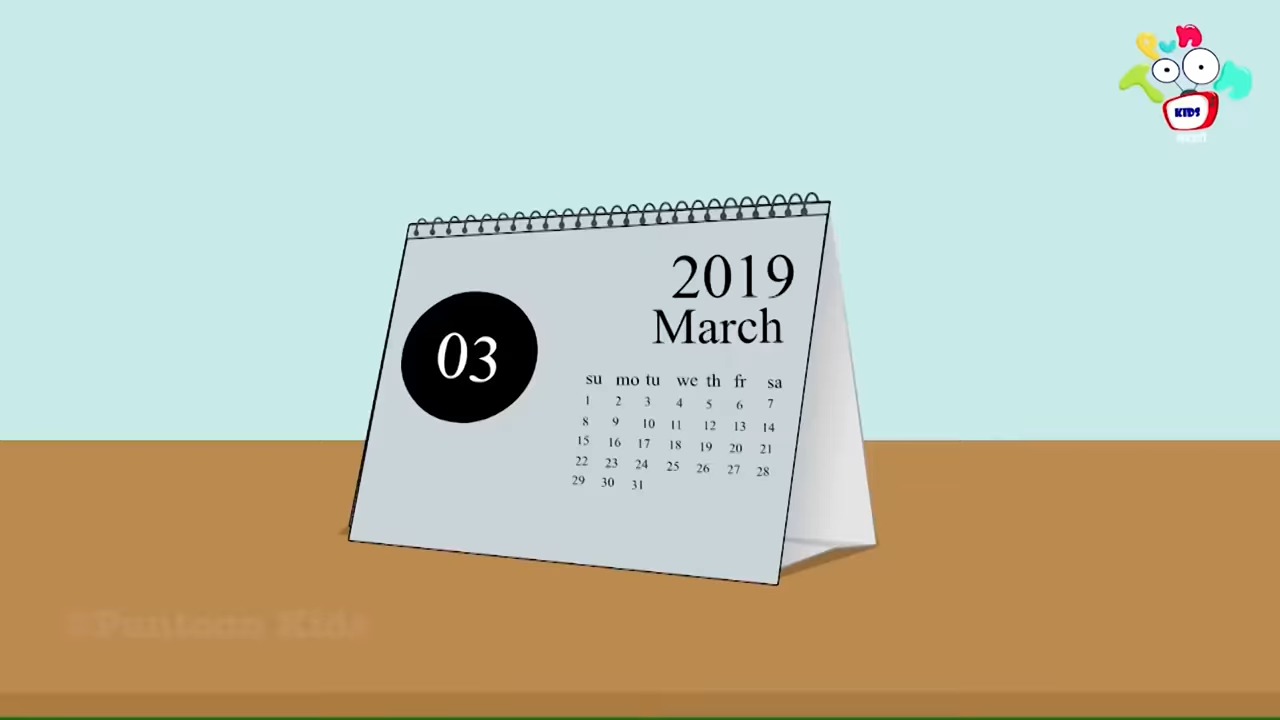 KIDS
2019
March
03
su mo tu we th fr sa
1 2 3 4 5 6 7
8 9 10 11 12 13 14
15 16 17 18 19 20 21
22 23 24 25 26 27 28
29 30 31
©Puntoon Kids